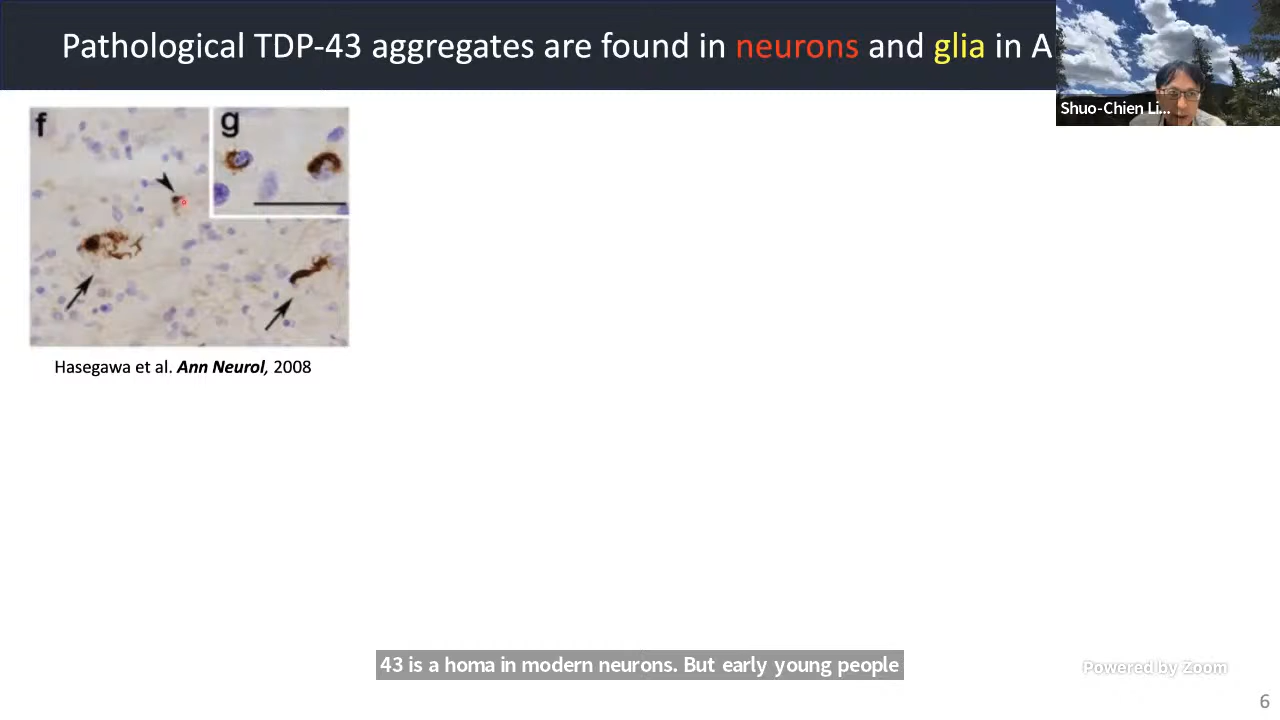 Pathological TDP-43 aggregates are found in neurons and glia in A
Shuo-Chien Li...
f
g
Hasegawa et al. Ann Neurol, 2008
43 is a homa in modern neurons. But early young people
Powered by Zoom
6